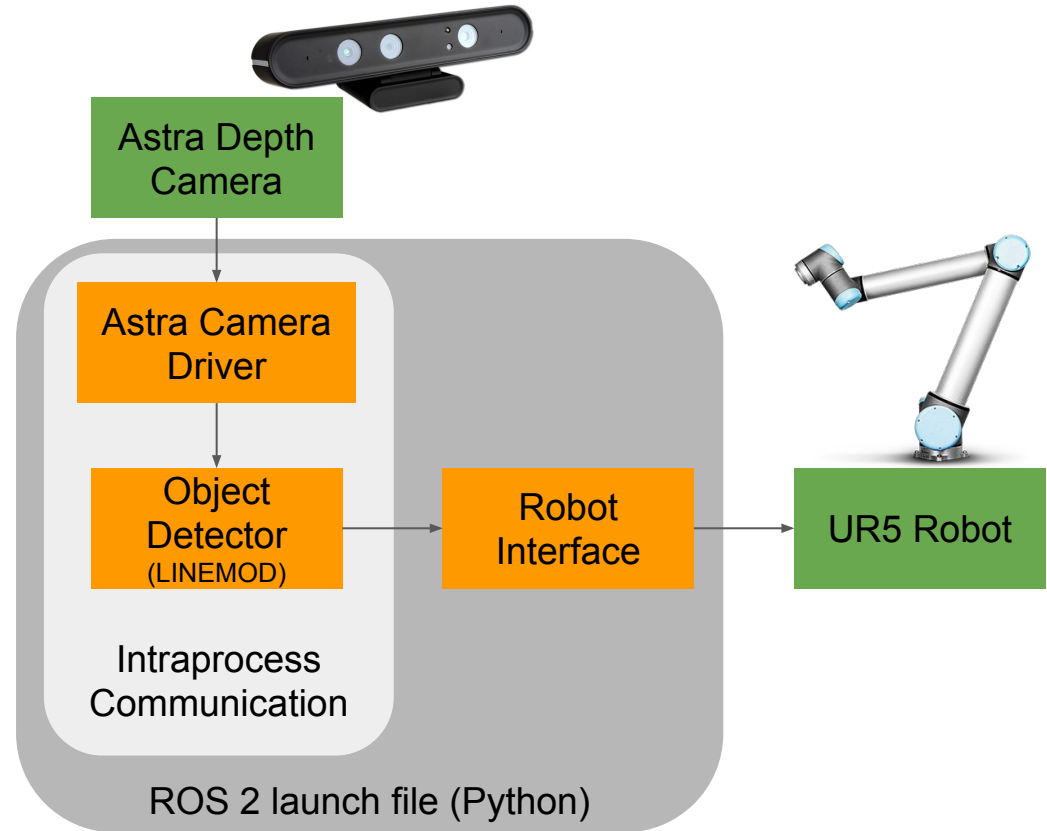 Astra Depth
Camera
Astra Camera
Driver
Object
Detector
(LINEMOD)
Robot
Interface
UR5 Robot
Intraprocess
Communication
ROS 2 launch file (Python)